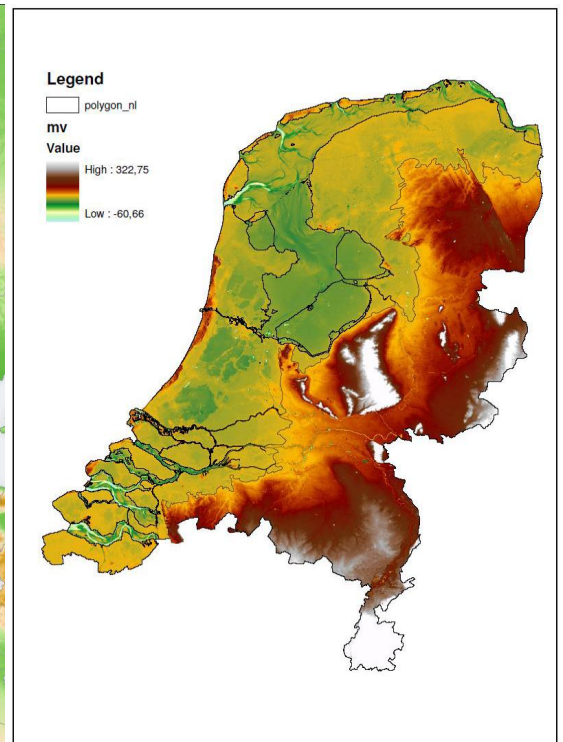 Legend
polygon_nl
mv
Value
High : 322,75
Low : -60,66